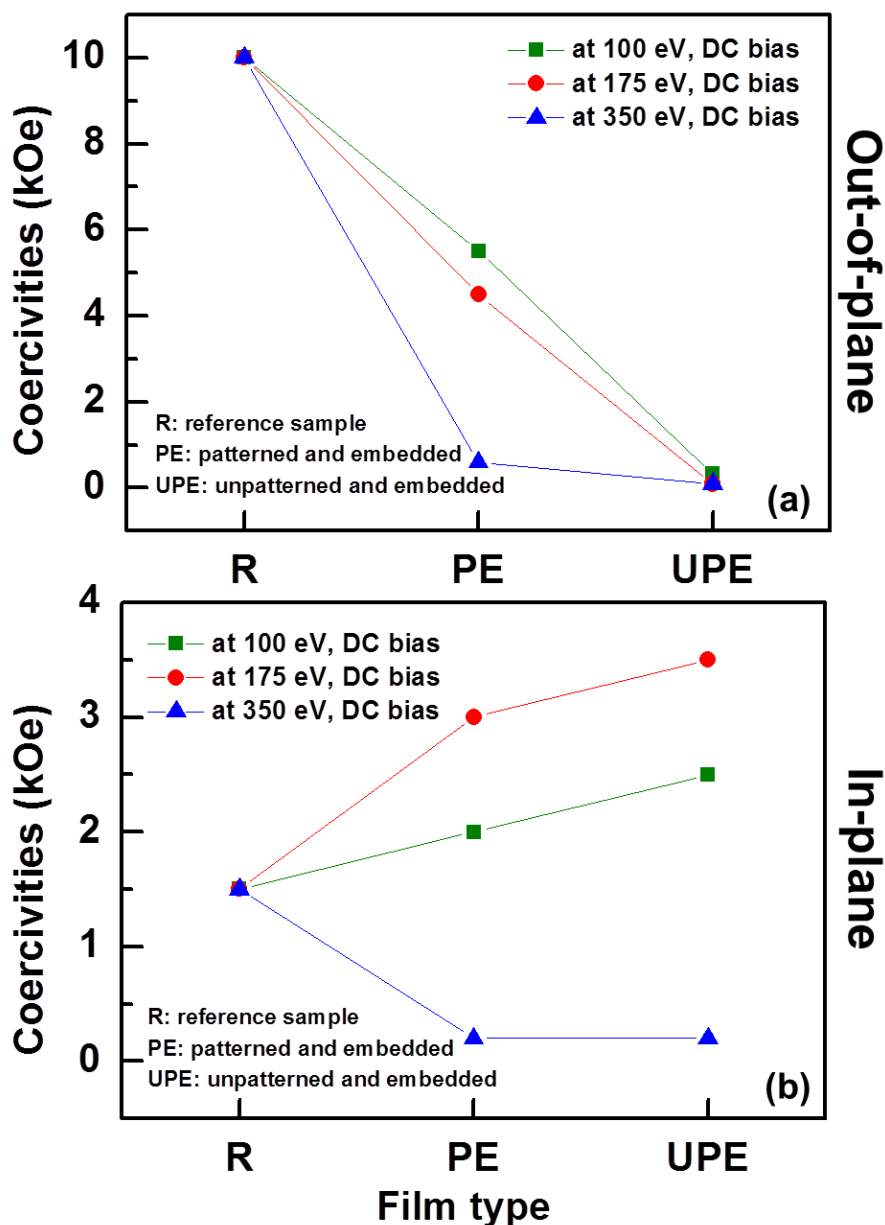 10
8
6
4
2
0
Coercivities (kOe)
at 100 eV, DC bias
at 175 eV, DC bias
at 350 eV, DC bias
R: reference sample
PE: patterned and embedded
UPE: unpatterned and embedded
(a)
Out-of-plane
R PE UPE
4
3
2
1
0
Coercivities (kOe)
at 100 eV, DC bias
at 175 eV, DC bias
at 350 eV, DC bias
R: reference sample
PE: patterned and embedded
UPE: unpatterned and embedded
(b)
In-plane
R PE UPE
Film type